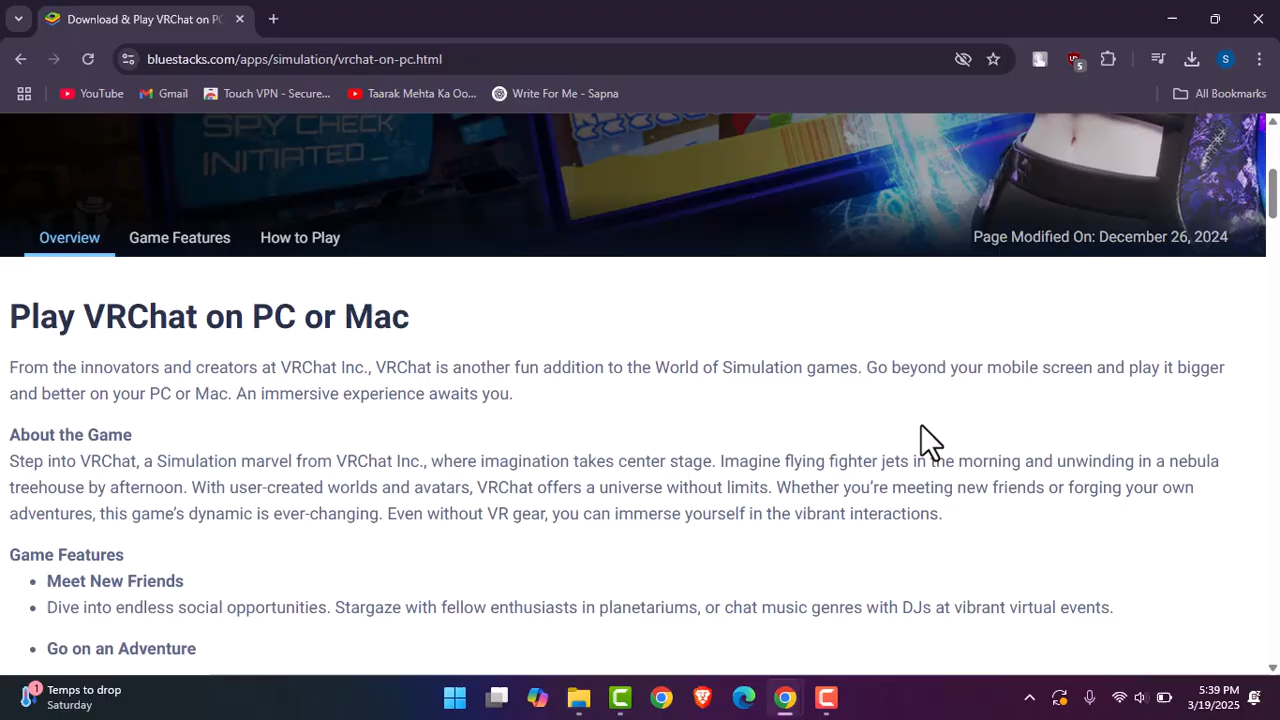 Download & Play VRChat on PC
bluestacks.com/apps/simulation/vrchat-on-pc.html
5
S
YouTube
Gmail
Touch VPN - Secure...
Taarak Mehta Ka Oo...
Write For Me - Sapna
All Bookmarks
SPY CHECK
INITIATED _
Overview
Game Features
How to Play
Page Modified On: December 26, 2024
Play VRChat on PC or Mac
From the innovators and creators at VRChat Inc., VRChat is another fun addition to the World of Simulation games. Go beyond your mobile screen and play it bigger
and better on your PC or Mac. An immersive experience awaits you.
About the Game
Step into VRChat, a Simulation marvel from VRChat Inc., where imagination takes center stage. Imagine flying fighter jets in the morning and unwinding in a nebula
treehouse by afternoon. With user-created worlds and avatars, VRChat offers a universe without limits. Whether you’re meeting new friends or forging your own
adventures, this game’s dynamic is ever-changing. Even without VR gear, you can immerse yourself in the vibrant interactions.
Game Features
• Meet New Friends
• Dive into endless social opportunities. Stargaze with fellow enthusiasts in planetariums, or chat music genres with DJs at vibrant virtual events.
• Go on an Adventure
1
Temps to drop
Saturday
5:39 PM
3/19/2025